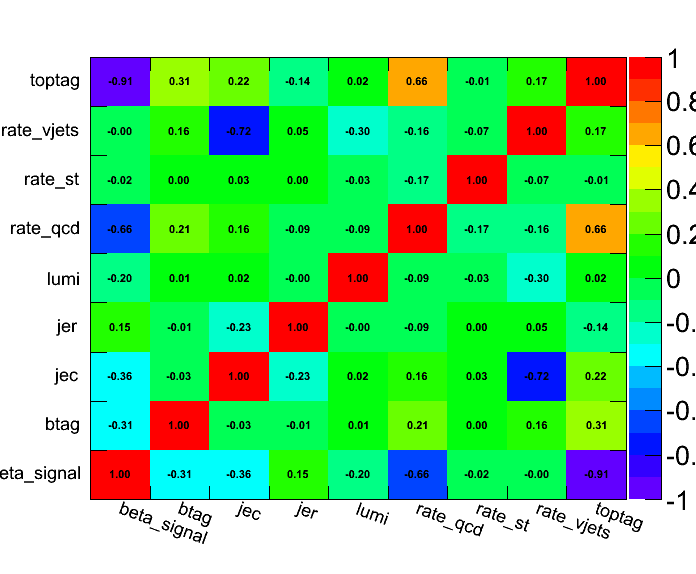 toptag -0.91 0.31 0.22 -0.14 0.02 0.66 -0.01 0.17 1.00
rate_vjets -0.00 0.16 -0.72 0.05 -0.30 -0.16 -0.07 1.00 0.17
rate_st -0.02 0.00 0.03 0.00 -0.03 -0.17 1.00 -0.07 -0.01
rate_qcd -0.66 0.21 0.16 -0.09 -0.09 1.00 -0.17 -0.16 0.66
lumi -0.20 0.01 0.02 -0.00 1.00 -0.09 -0.03 -0.30 0.02
jer 0.15 -0.01 -0.23 1.00 -0.00 -0.09 0.00 0.05 -0.14
jec -0.36 -0.03 1.00 -0.23 0.02 0.16 0.03 -0.72 0.22
btag -0.31 1.00 -0.03 -0.01 0.01 0.21 0.00 0.16 0.31
eta_signal 1.00 -0.31 -0.36 0.15 -0.20 -0.66 -0.02 -0.00 -0.91
beta_signal btag jec jer lumi rate_qcd rate_st rate_vjets toptag
1
0.8
0.6
0.4
0.2
0
-0.
-0.
-0.
-0.
-1